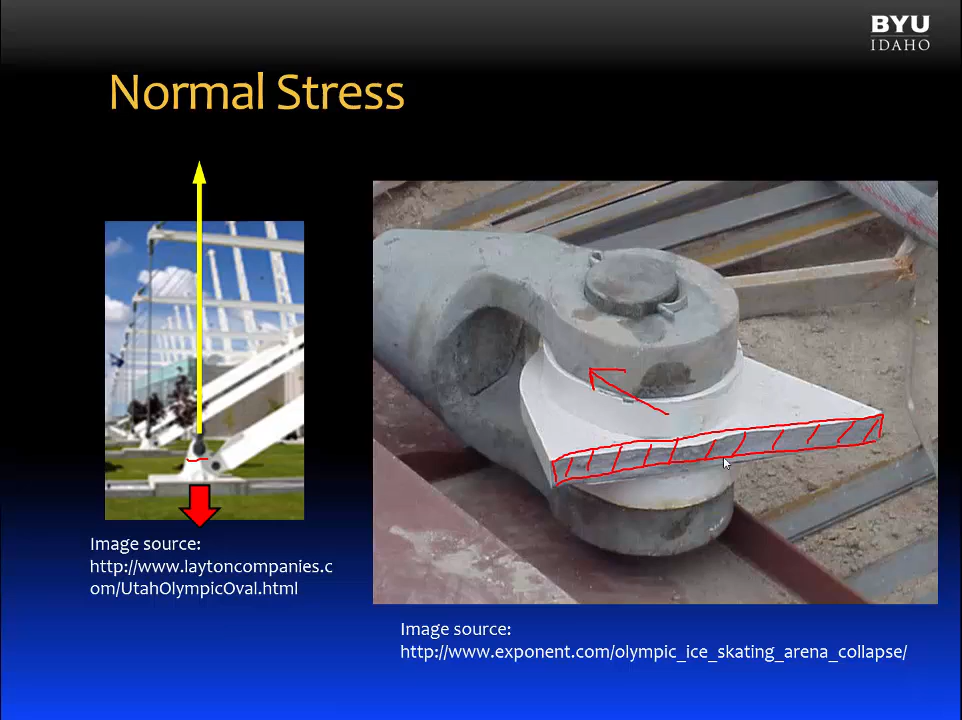 BYU
IDAHO
Normal Stress
Image source:
http://www.laytoncompanies.c
om/UtahOlympicOval.html
Image source:
http://www.exponent.com/olympic_ice_skating_arena_collapse/